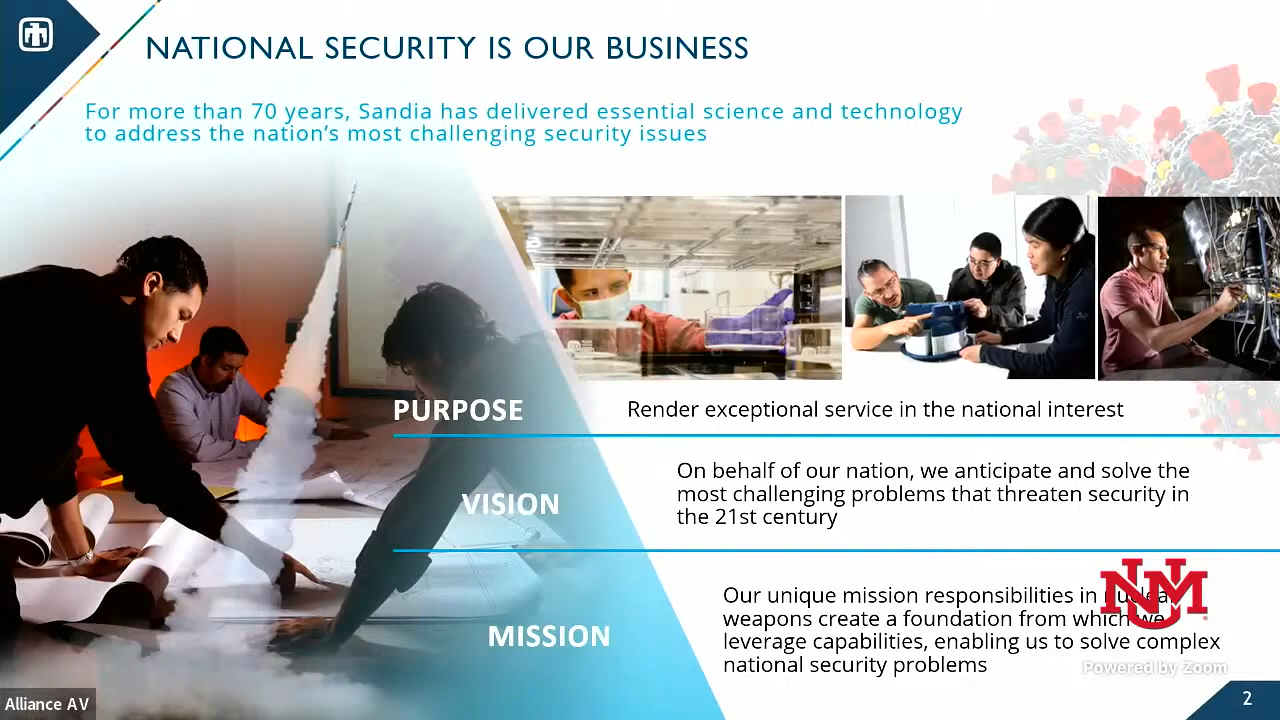 NATIONAL SECURITY IS OUR BUSINESS
For more than 70 years, Sandia has delivered essential science and technology
to address the nation's most challenging security issues
PURPOSE
Render exceptional service in the national interest
VISION
On behalf of our nation, we anticipate and solve the
most challenging problems that threaten security in
the 21st century
MISSION
Our unique mission responsibilities in nuclear
weapons create a foundation from which we
leverage capabilities, enabling us to solve complex
national security problems
UNM
Powered by Zoom
Alliance AV
2